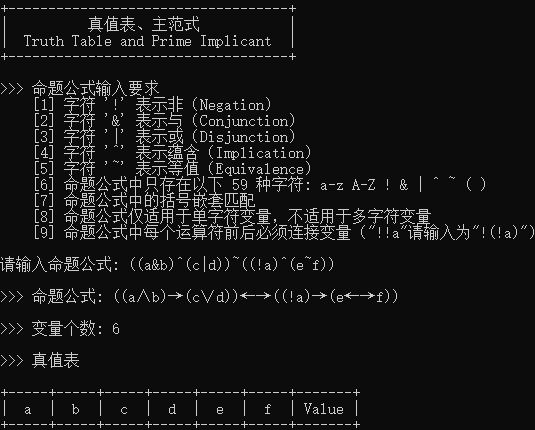 真值表、主范式
Truth Table and Prime Implicant
>>> 命题公式输入要求
[1] 字符 '!' 表示非 (Negation)
[2] 字符 '&' 表示与 (Conjunction)
[3] 字符 '|' 表示或 (Disjunction)
[4] 字符 '^' 表示蕴含 (Implication)
[5] 字符 '~' 表示等值 (Equivalence)
[6] 命题公式中只存在以下 59 种字符: a-z A-Z ! & | ^ ~ ( )
[7] 命题公式中的括号嵌套匹配
[8] 命题公式仅适用于单字符变量, 不适用于多字符变量
[9] 命题公式中每个运算符前后必须连接变量 ("!!a"请输入为"!(!a)")
请输入命题公式: ((a&b)^(c|d))~((!a)^(e~f))
>>> 命题公式: ((a∧b)→(c∨d))←→((!a)→(e←→f))
>>> 变量个数: 6
>>> 真值表
| a | b | c | d | e | f | Value |